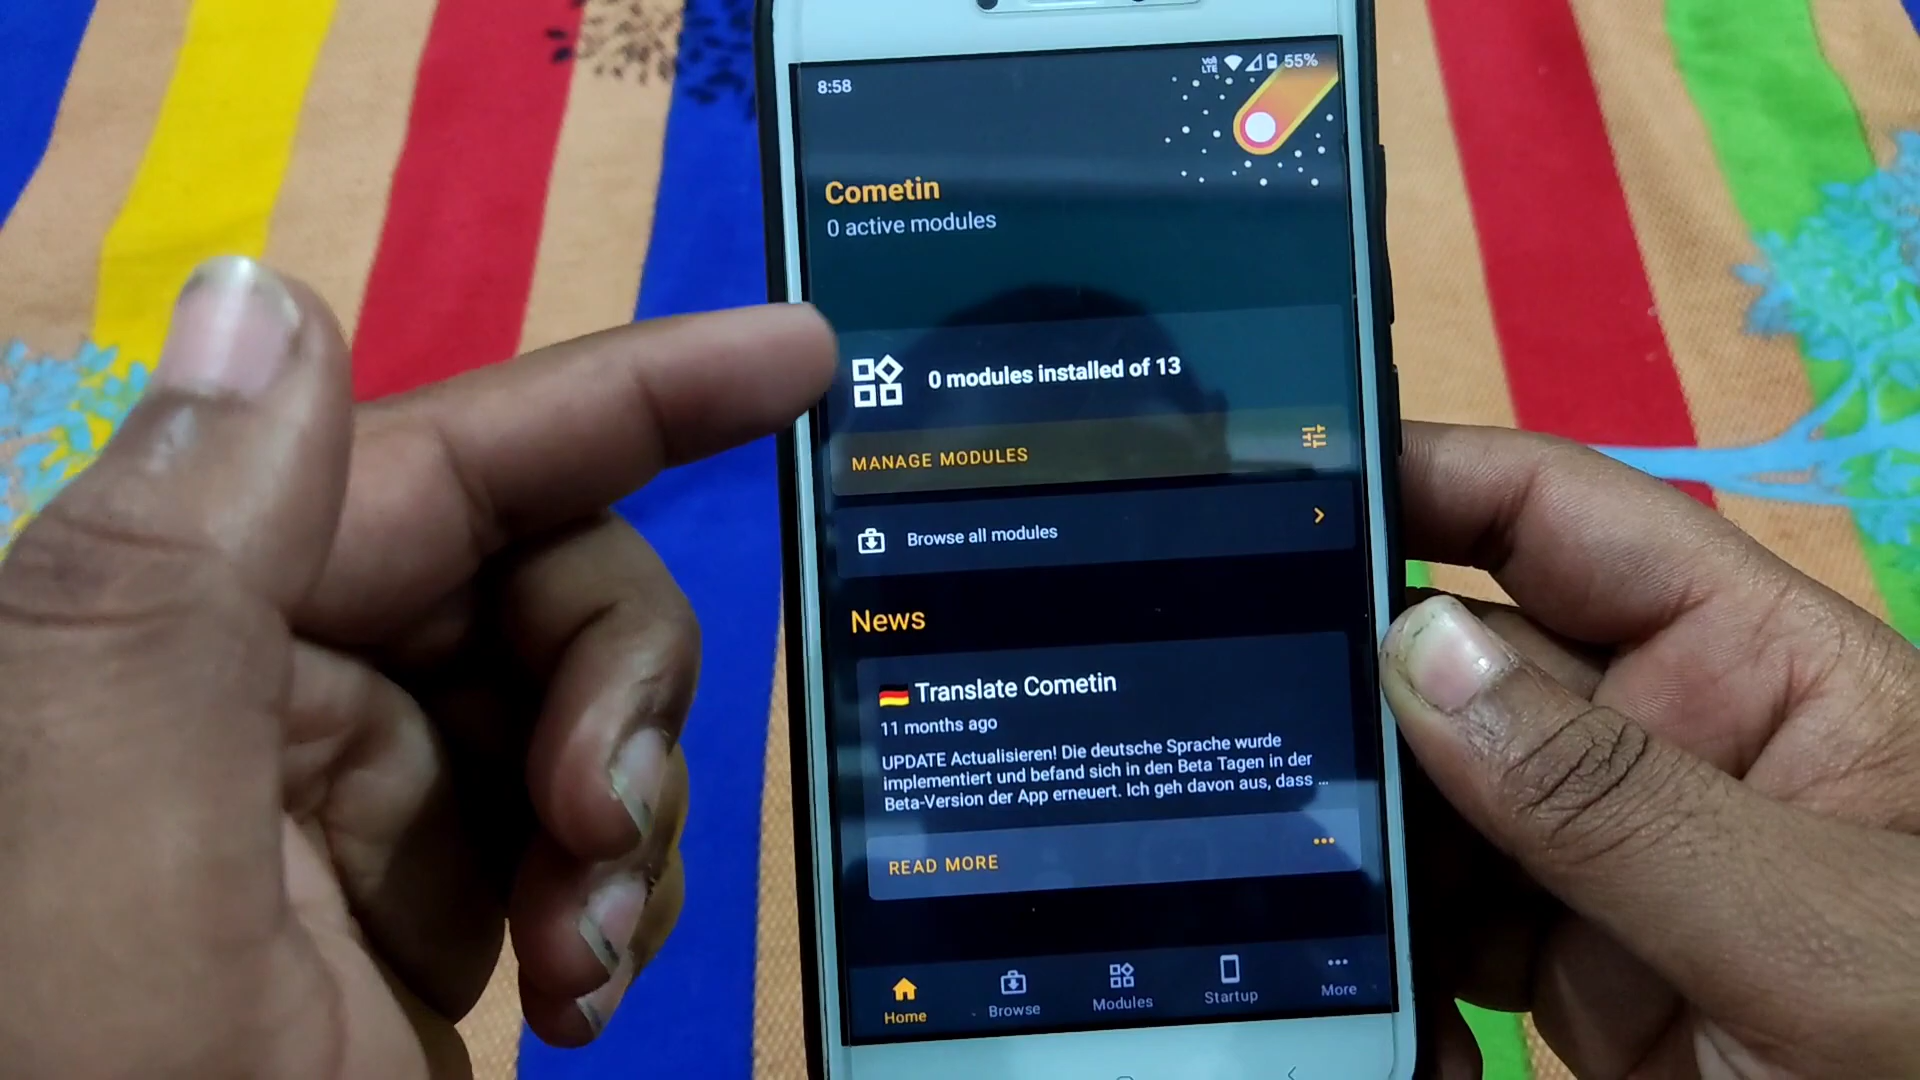 8:58
Vo)) LTE 55%
Cometin
0 active modules
0 modules installed of 13
MANAGE MODULES
Browse all modules
News
Translate Cometin
11 months ago
UPDATE Actualisieren! Die deutsche Sprache wurde
implementiert und befand sich in den Beta Tagen in der
Beta-Version der App erneuert. Ich geh davon aus, dass ...
READ MORE
Home
Browse
Modules
Startup
More